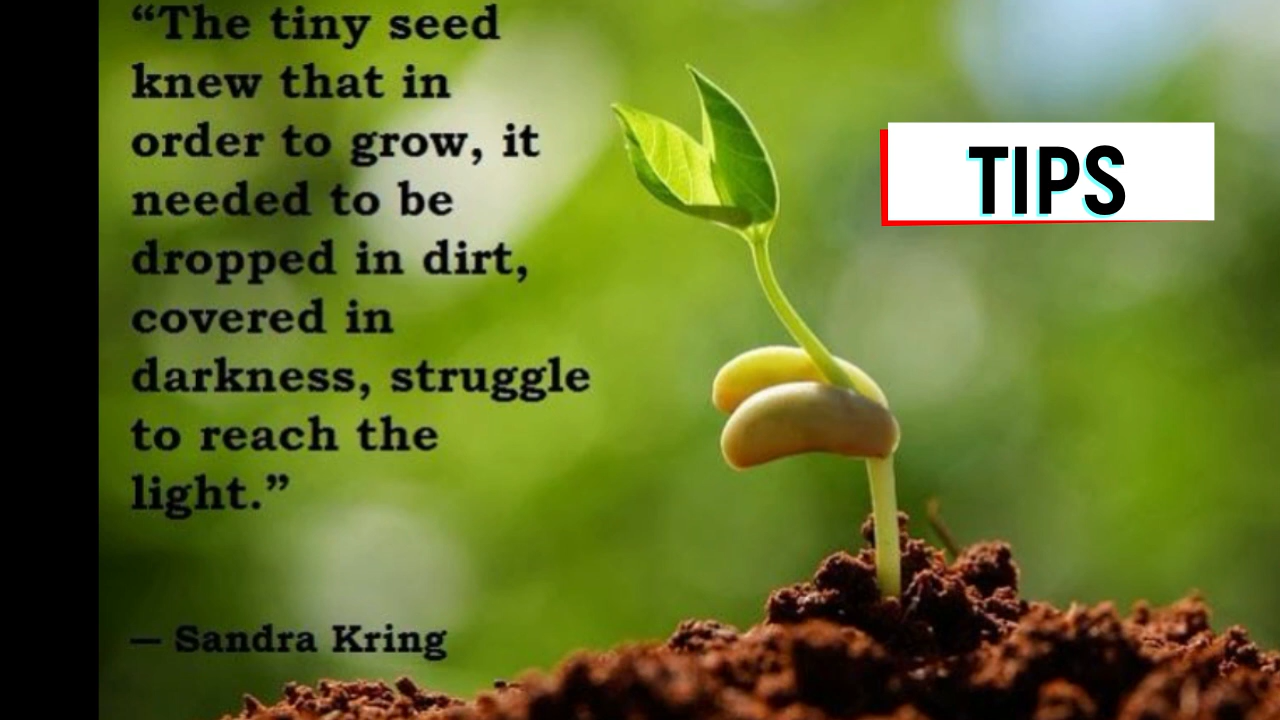 “The tiny seed
knew that in
order to grow, it
needed to be
dropped in dirt,
covered in
darkness, struggle
to reach the
light.”
— Sandra Kring
TIPS